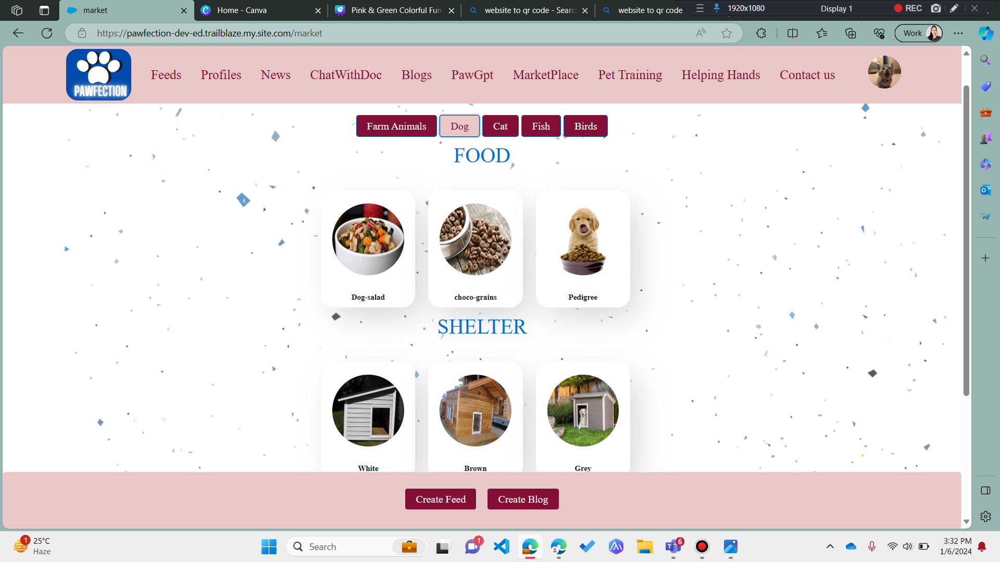 market
Home - Canva
Pink & Green Colorful Fun
website to qr code - Searc
website to qr code
1920x1080
Display 1
REC
https://pawfection-dev-ed.trailblaze.my.site.com/market
Work
PAWFECTION
Feeds
Profiles
News
ChatWithDoc
Blogs
PawGpt
MarketPlace
Pet Training
Helping Hands
Contact us
Farm Animals
Dog
Cat
Fish
Birds
FOOD
Dog-salad
choco-grains
Pedigree
SHELTER
White
Brown
Grey
Create Feed
Create Blog
1
25°C
Haze
Search
1
6
3:32 PM
1/6/2024